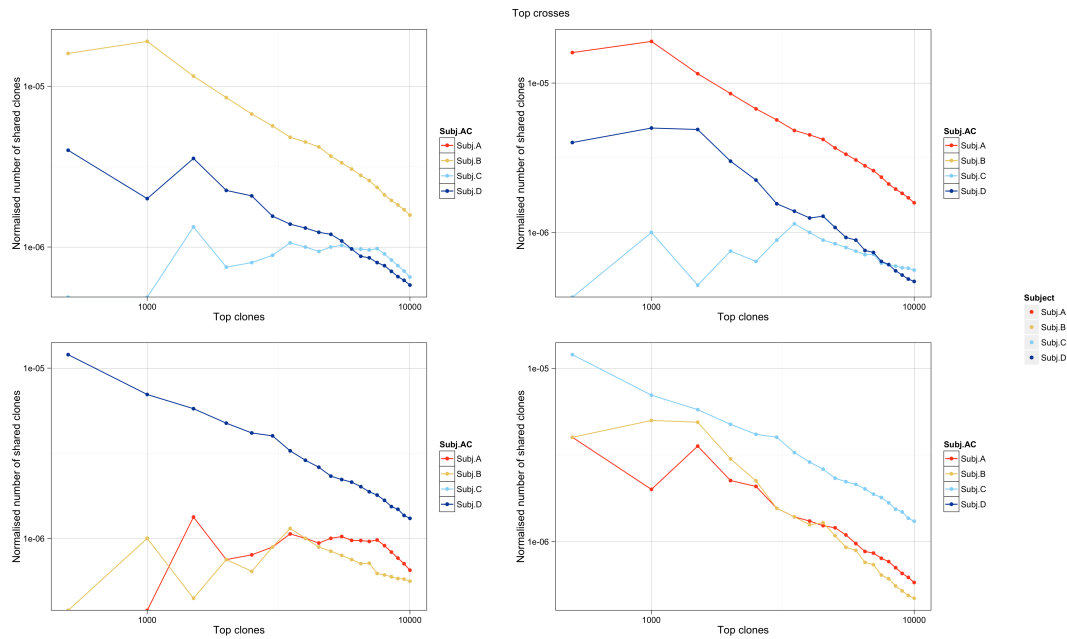 Top crosses
Normalised number of shared clones
1e-05
1e-06
1000
10000
Top clones
Subj.AC
Subj.A
Subj.B
Subj.C
Subj.D
Normalised number of shared clones
1e-05
1e-06
1000
10000
Top clones
Subj.AC
Subj.A
Subj.B
Subj.C
Subj.D
Normalised number of shared clones
1e-05
1e-06
1000
10000
Top clones
Subj.AC
Subj.A
Subj.B
Subj.C
Subj.D
Normalised number of shared clones
1e-05
1e-06
1000
10000
Top clones
Subj.AC
Subj.A
Subj.B
Subj.C
Subj.D
Subject
Subj.A
Subj.B
Subj.C
Subj.D